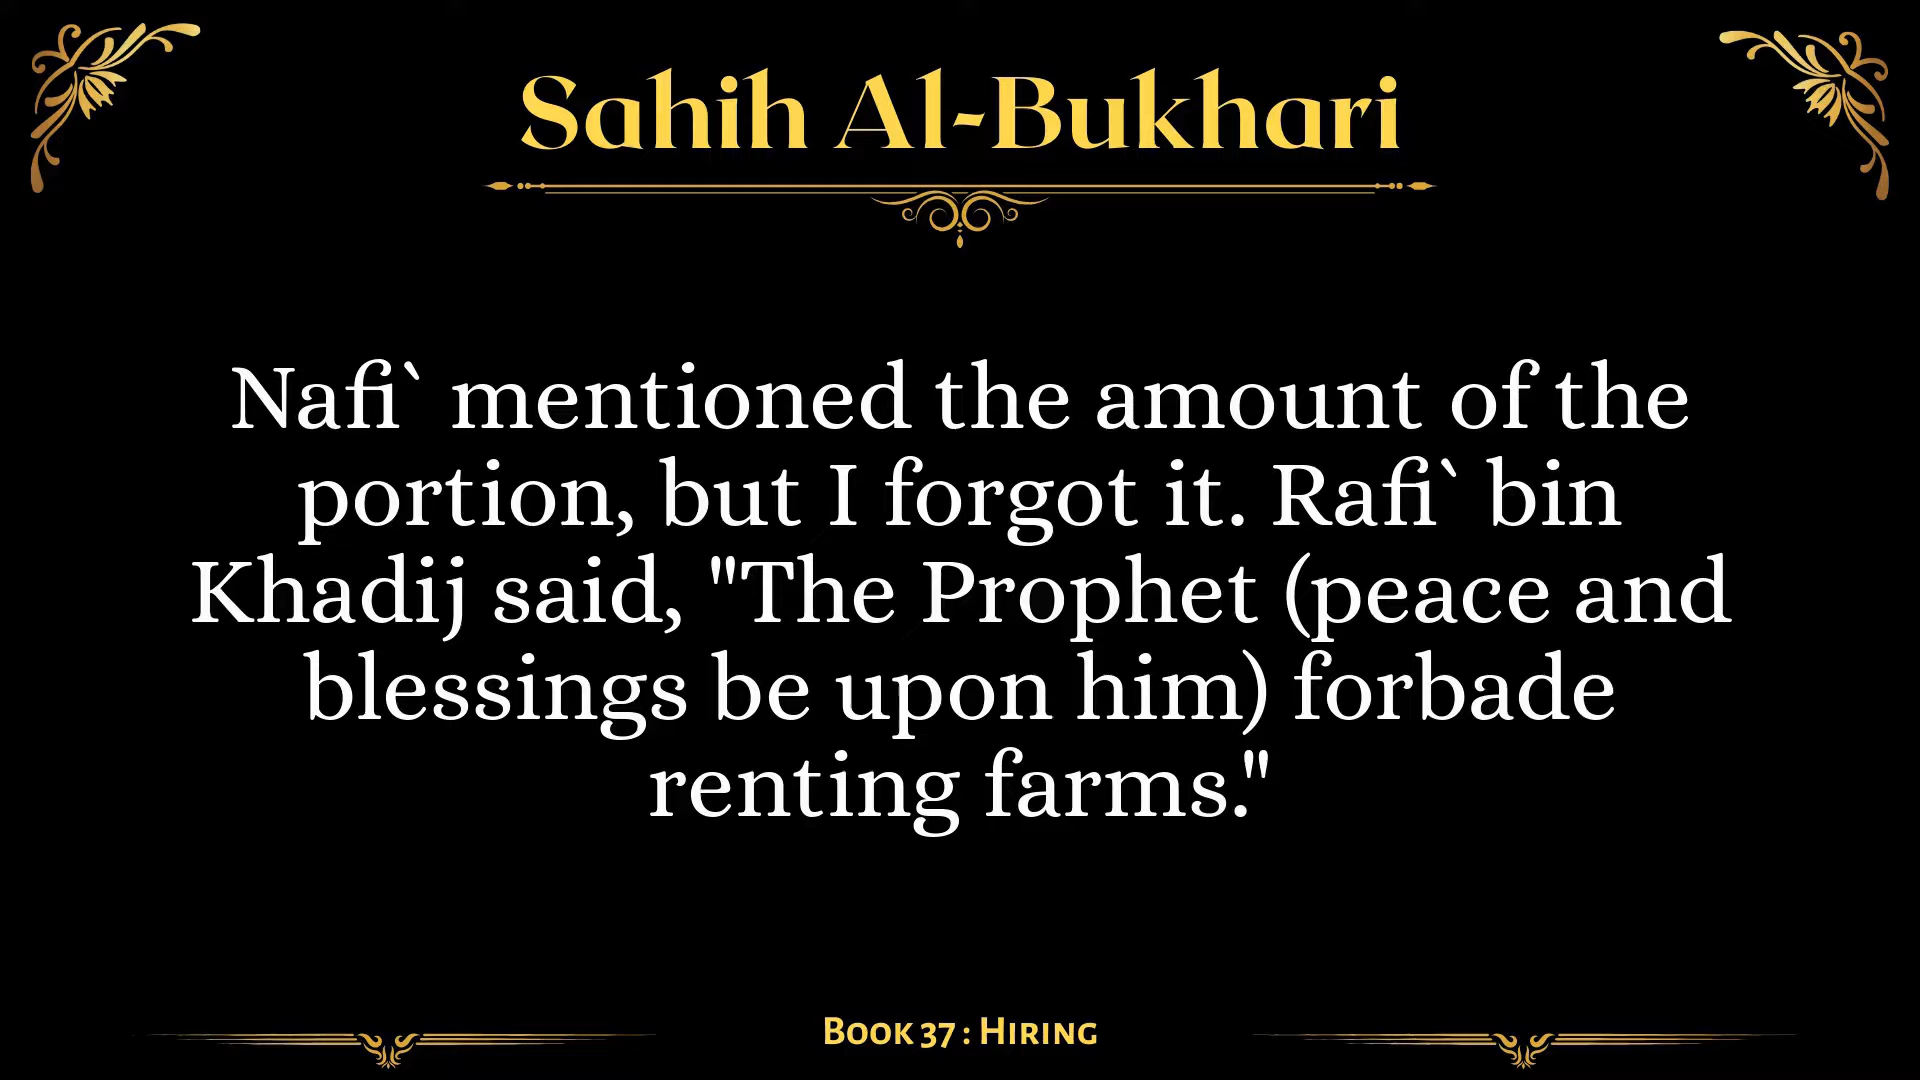 Sahih Al-Bukhari
Nafi` mentioned the amount of the
portion, but I forgot it. Rafi` bin
Khadij said, "The Prophet (peace and
blessings be upon him) forbade
renting farms."
Book 37 : Hiring